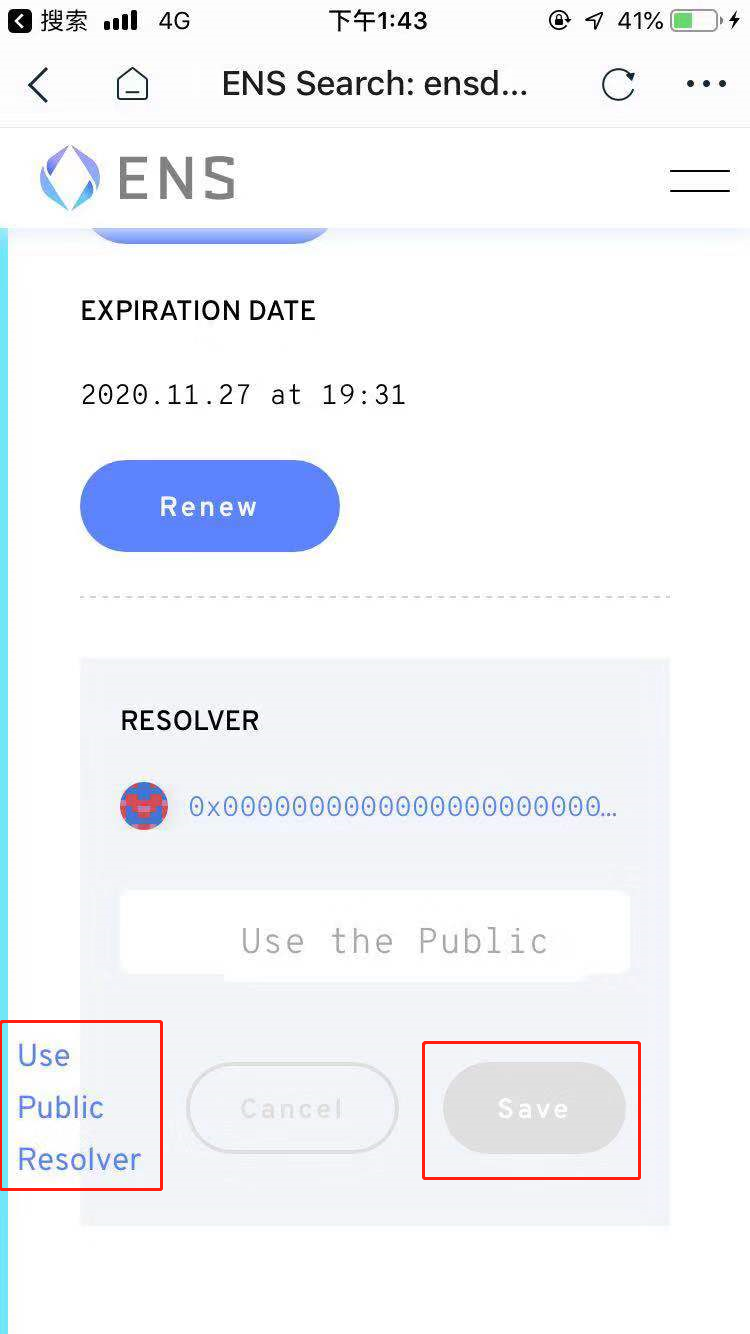 搜索 4G 下午1:43 41%
ENS Search: ensd...
ENS
EXPIRATION DATE
2020.11.27 at 19:31
Renew
RESOLVER
0x00000000000000000000000…
Use the Public
Use
Public
Resolver
Cancel
Save